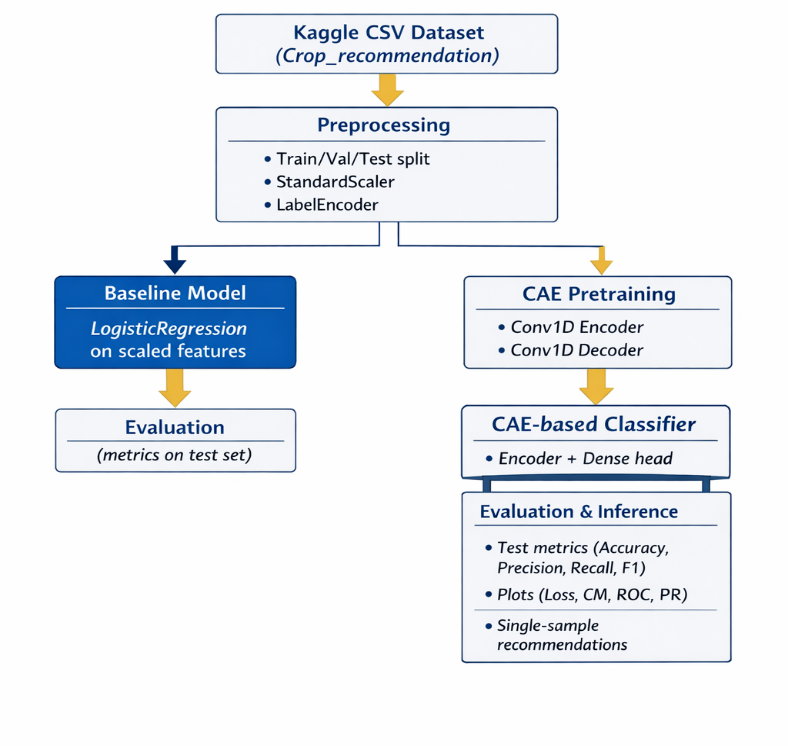 Kaggle CSV Dataset
(Crop_recommendation)
Preprocessing
• Train/Val/Test split
• StandardScaler
• LabelEncoder
Baseline Model
LogisticRegression
on scaled features
Evaluation
(metrics on test set)
CAE Pretraining
• Conv1D Encoder
• Conv1D Decoder
CAE-based Classifier
• Encoder + Dense head
Evaluation & Inference
• Test metrics (Accuracy,
Precision, Recall, F1)
• Plots (Loss, CM, ROC, PR)
• Single-sample
recommendations